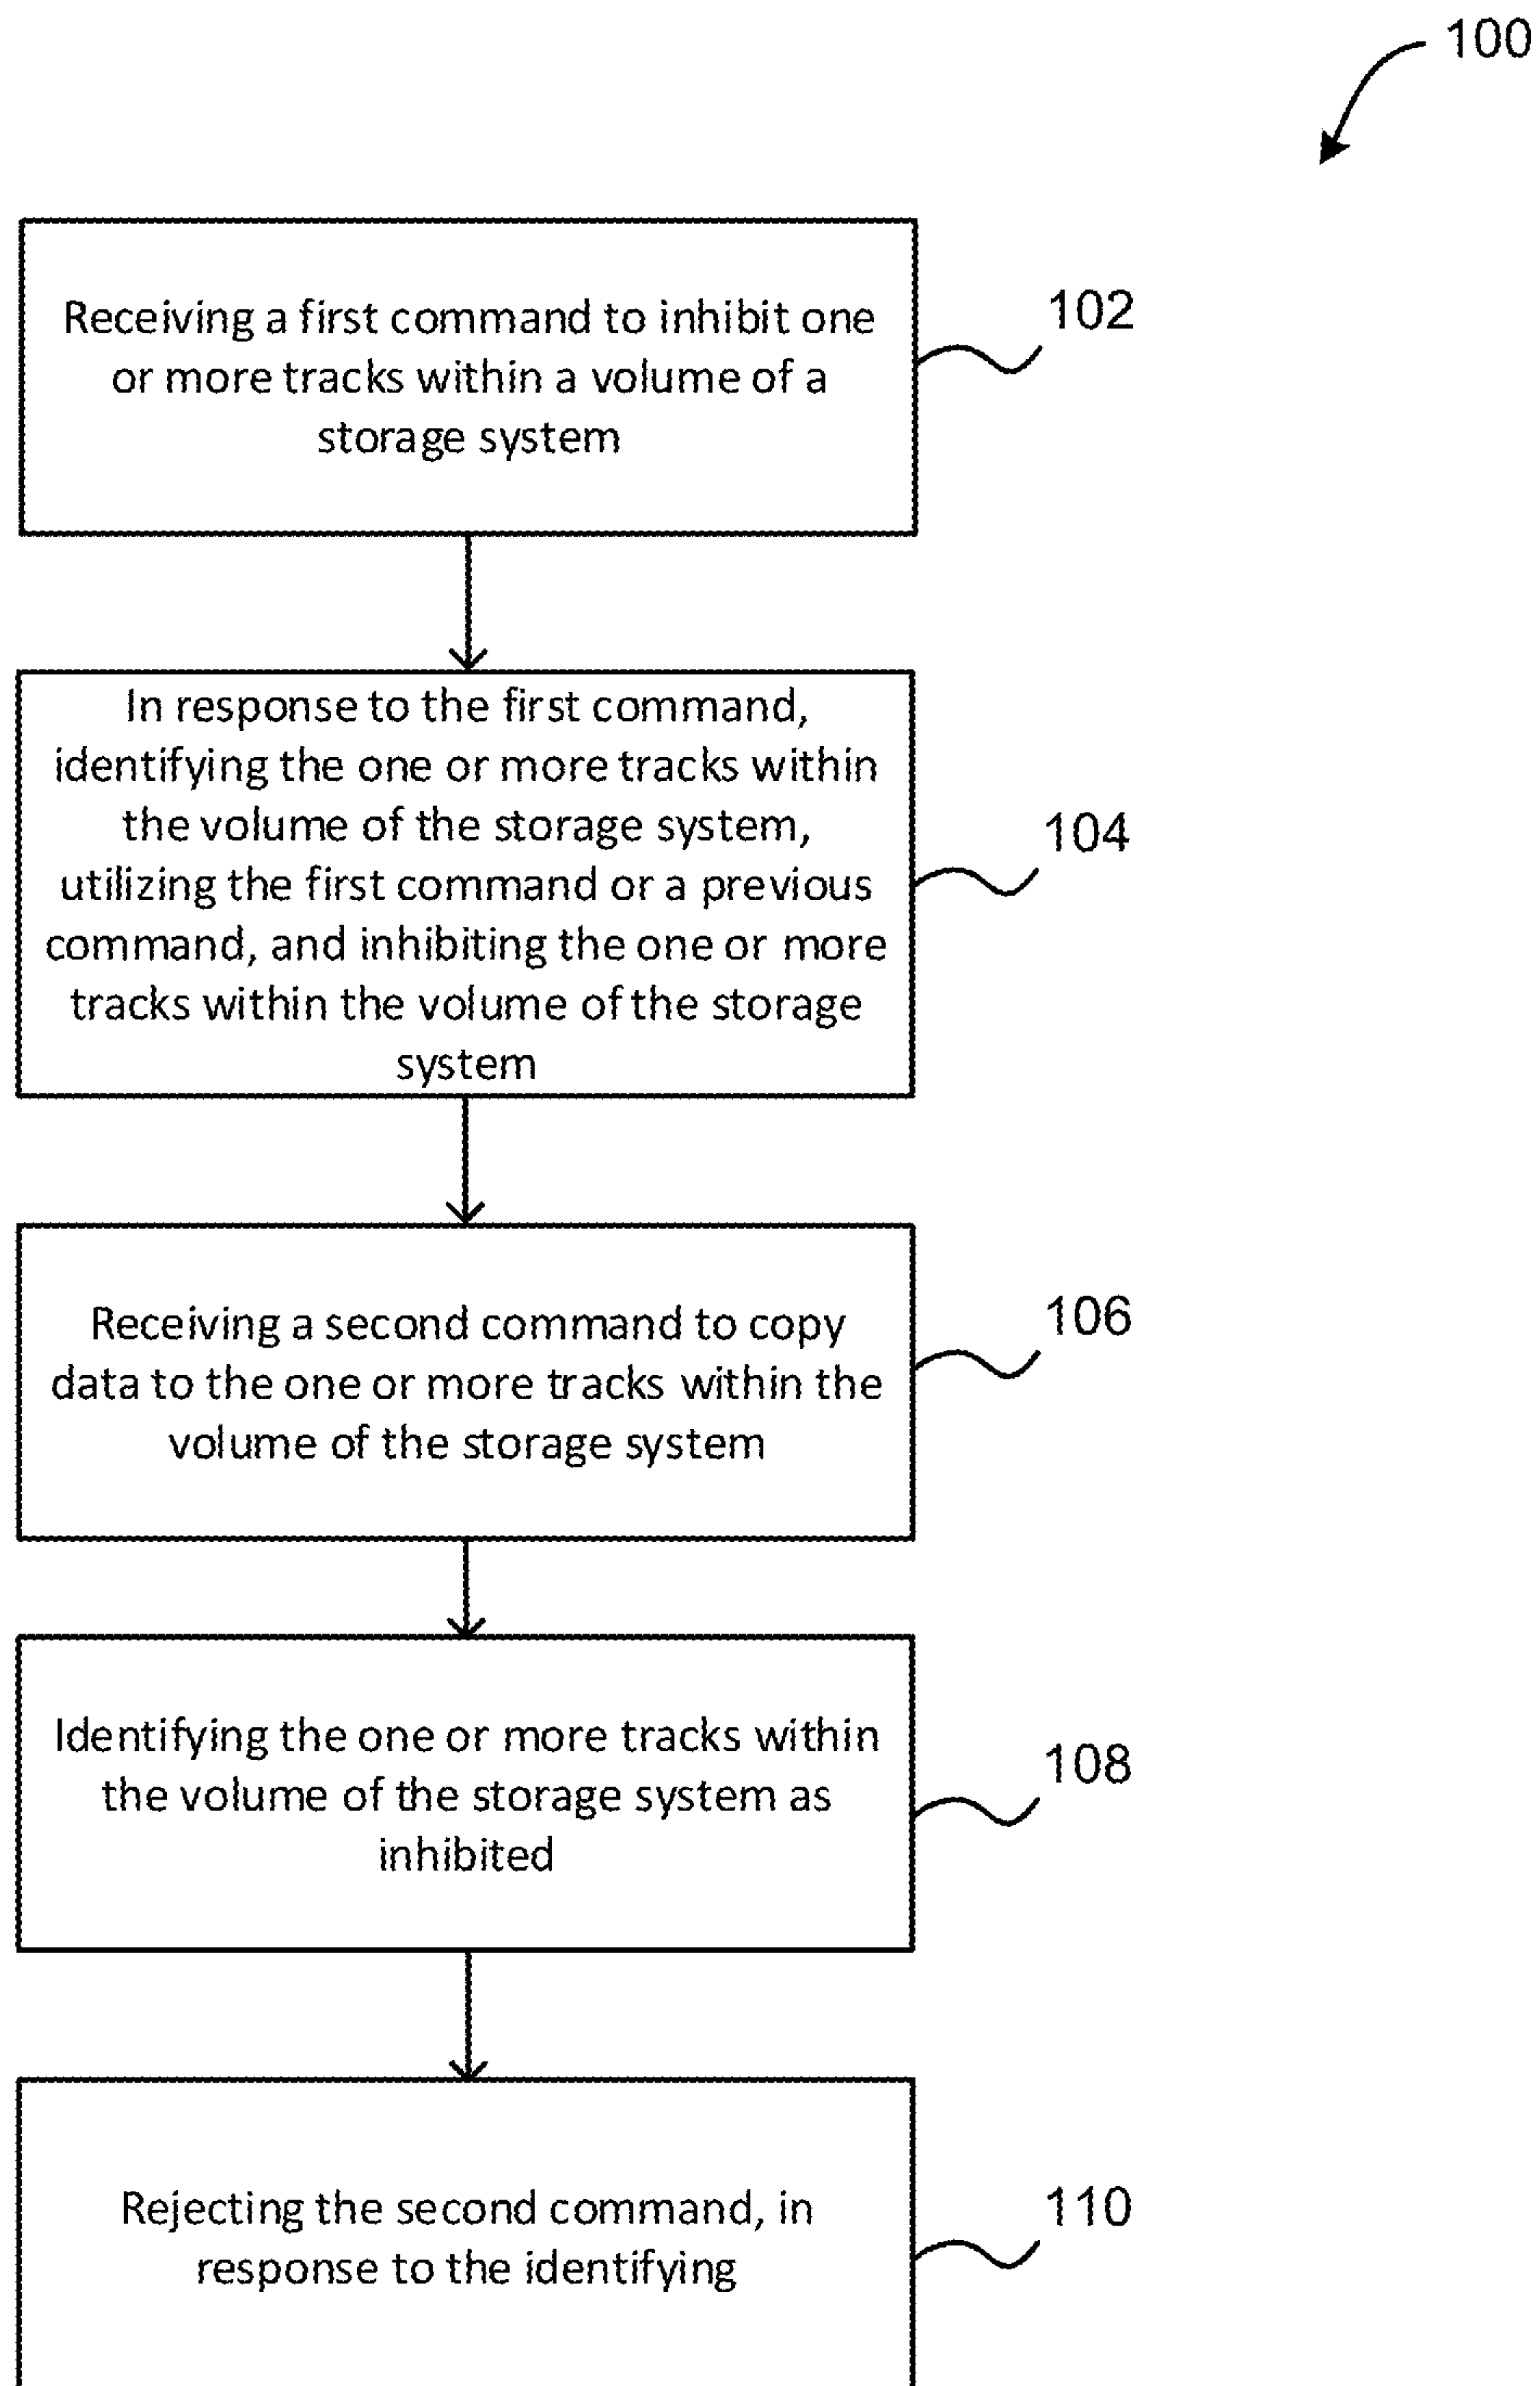 100
Receiving a first command to inhibit one
or more tracks within a volume of a
storage system
102
In response to the first command,
identifying the one or more tracks within
the volume of the storage system,
utilizing the first command or a previous
command, and inhibiting the one or more
tracks within the volume of the storage
system
104
Receiving a second command to copy
data to the one or more tracks within the
volume of the storage system
106
Identifying the one or more tracks within
the volume of the storage system as
inhibited
108
Rejecting the second command, in
response to the identifying
110